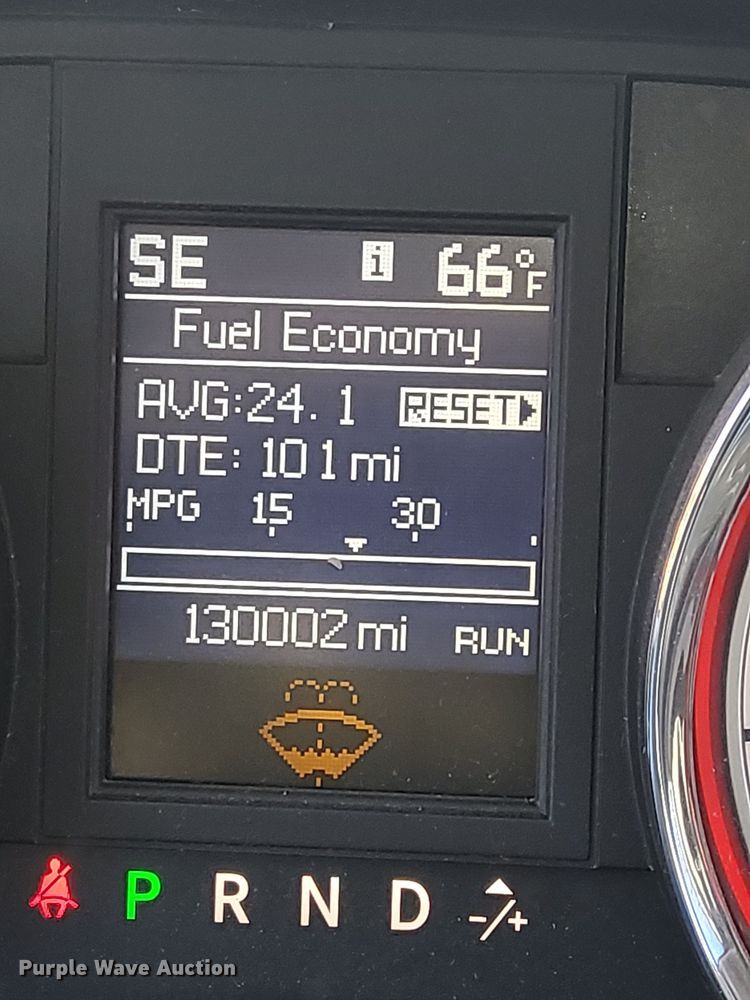 SE i 66°F
Fuel Economy
AVG:24.1 RESET
DTE: 101 mi
MPG 15 30
130002 mi RUN
P R N D -/+
Purple Wave Auction